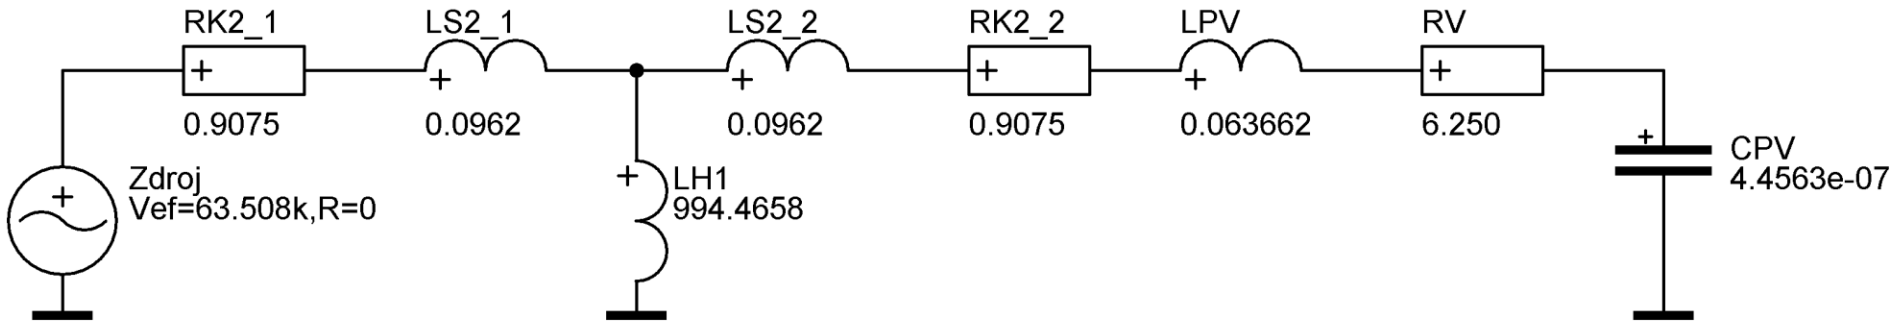 RK2_1
LS2_1
LS2_2
RK2_2
LPV
RV
0.9075
0.0962
0.0962
0.9075
0.063662
6.250
CPV
4.4563e-07
Zdroj
Vef=63.508k,R=0
LH1
994.4658